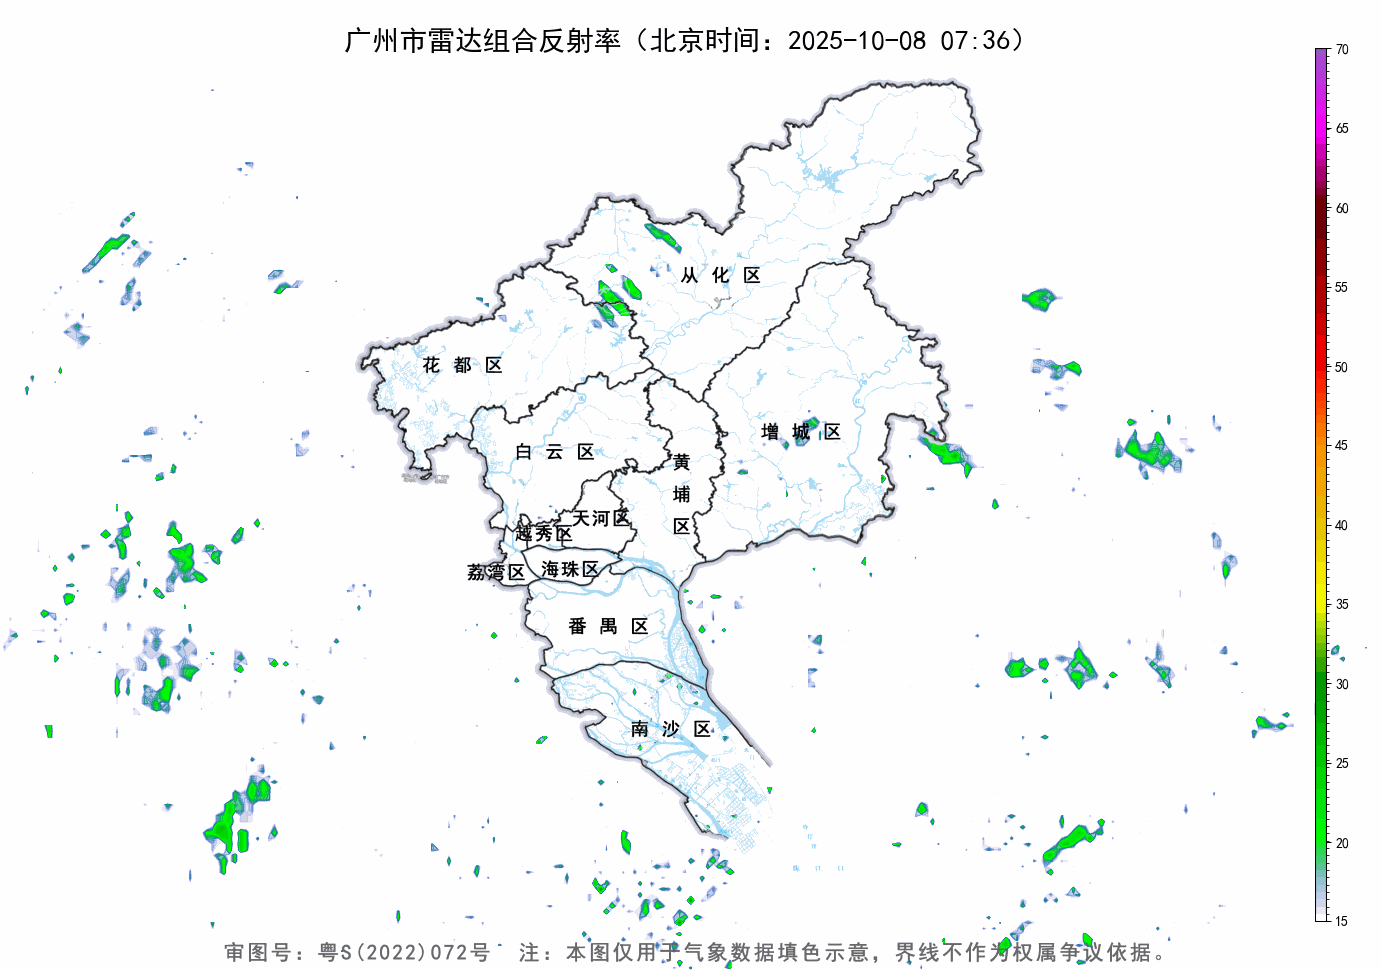 广州市雷达组合反射率（北京时间：2025-10-08 07:36）
70
65
60
55
50
45
40
35
30
25
20
15
从化区
花都区
增城区
白云区
黄埔区
天河区
越秀区
荔湾区
海珠区
番禺区
南沙区
审图号：粤S(2022)072号 注：本图仅用于气象数据填色示意，界线不作为权属争议依据。